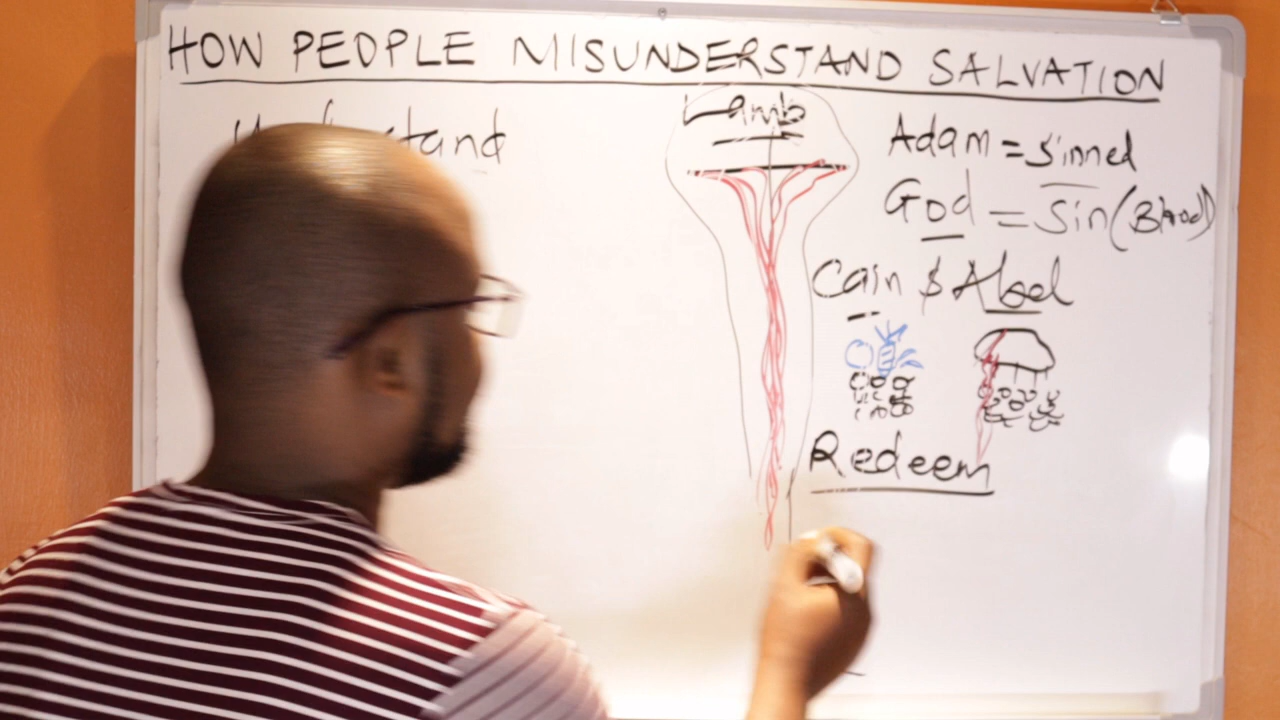 HOW PEOPLE MISUNDERSTAND SALVATION
Lamb
Adam = Sinned
God = Sin (Blood)
Cain & Abel
Redeem